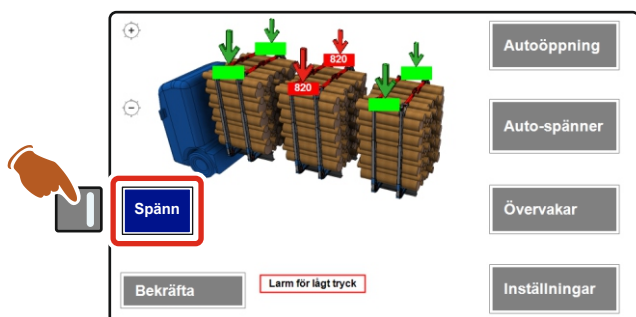 Autoöppning
820
820
Auto-spänner
Spänn
Övervakar
Bekräfta
Larm för lågt tryck
Inställningar